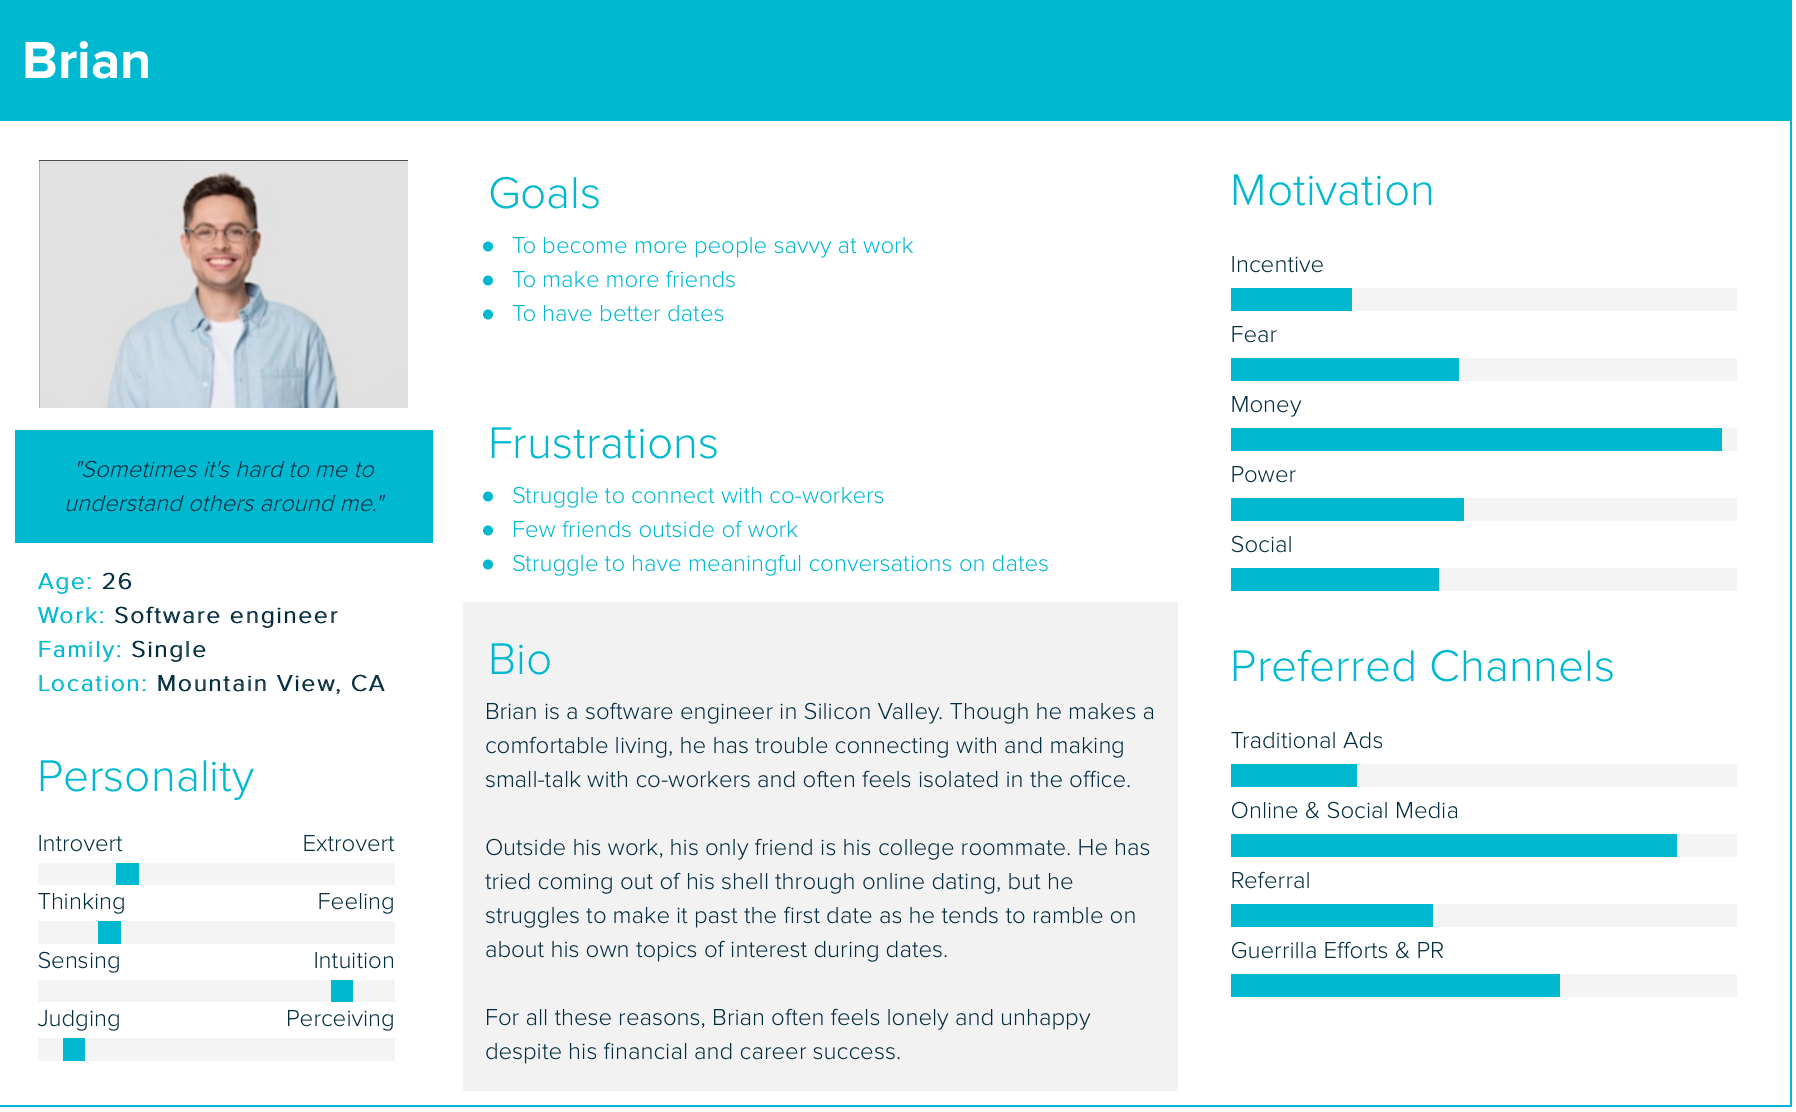 Brian
"Sometimes it's hard to me to
understand others around me."
Age: 26
Work: Software engineer
Family: Single
Location: Mountain View, CA
Personality
Introvert Extrovert
Thinking Feeling
Sensing Intuition
Judging Perceiving
Goals
To become more people savvy at work
To make more friends
To have better dates
Frustrations
Struggle to connect with co-workers
Few friends outside of work
Struggle to have meaningful conversations on dates
Bio
Brian is a software engineer in Silicon Valley. Though he makes a
comfortable living, he has trouble connecting with and making
small-talk with co-workers and often feels isolated in the office.
Outside his work, his only friend is his college roommate. He has
tried coming out of his shell through online dating, but he
struggles to make it past the first date as he tends to ramble on
about his own topics of interest during dates.
For all these reasons, Brian often feels lonely and unhappy
despite his financial and career success.
Motivation
Incentive
Fear
Money
Power
Social
Preferred Channels
Traditional Ads
Online & Social Media
Referral
Guerrilla Efforts & PR